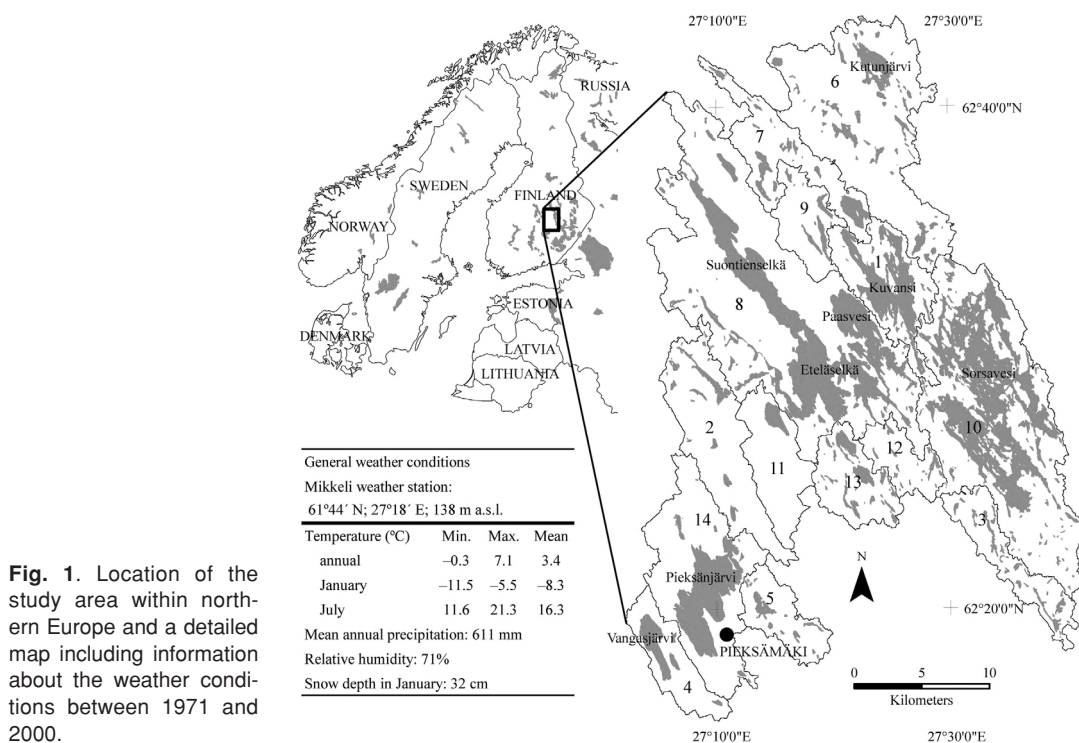 27°10'0"E
27°30'0"E
RUSSIA
Kutunjärvi
6
62°40'0"N
7
SWEDEN
FINLAND
9
NORWAY
1
Suontienselkä
Kuvansi
8
ESTONIA
Paasvesi
DENMARK
LATVIA
Eteläselkä
Sorsavesi
LITHUANIA
2
10
12
11
General weather conditions
Mikkeli weather station:
61º44´ N; 27º18´ E; 138 m a.s.l.
13
3
14
Temperature (ºC) Min. Max. Mean
annual –0.3 7.1 3.4
January –11.5 –5.5 –8.3
July 11.6 21.3 16.3
Mean annual precipitation: 611 mm
Relative humidity: 71%
Snow depth in January: 32 cm
N
Pieksänjärvi
5
62°20'0"N
Vangasjärvi
PIEKSÄMÄKI
4
0 5 10
Kilometers
27°10'0"E
27°30'0"E
Fig. 1. Location of the
study area within north-
ern Europe and a detailed
map including information
about the weather condi-
tions between 1971 and
2000.